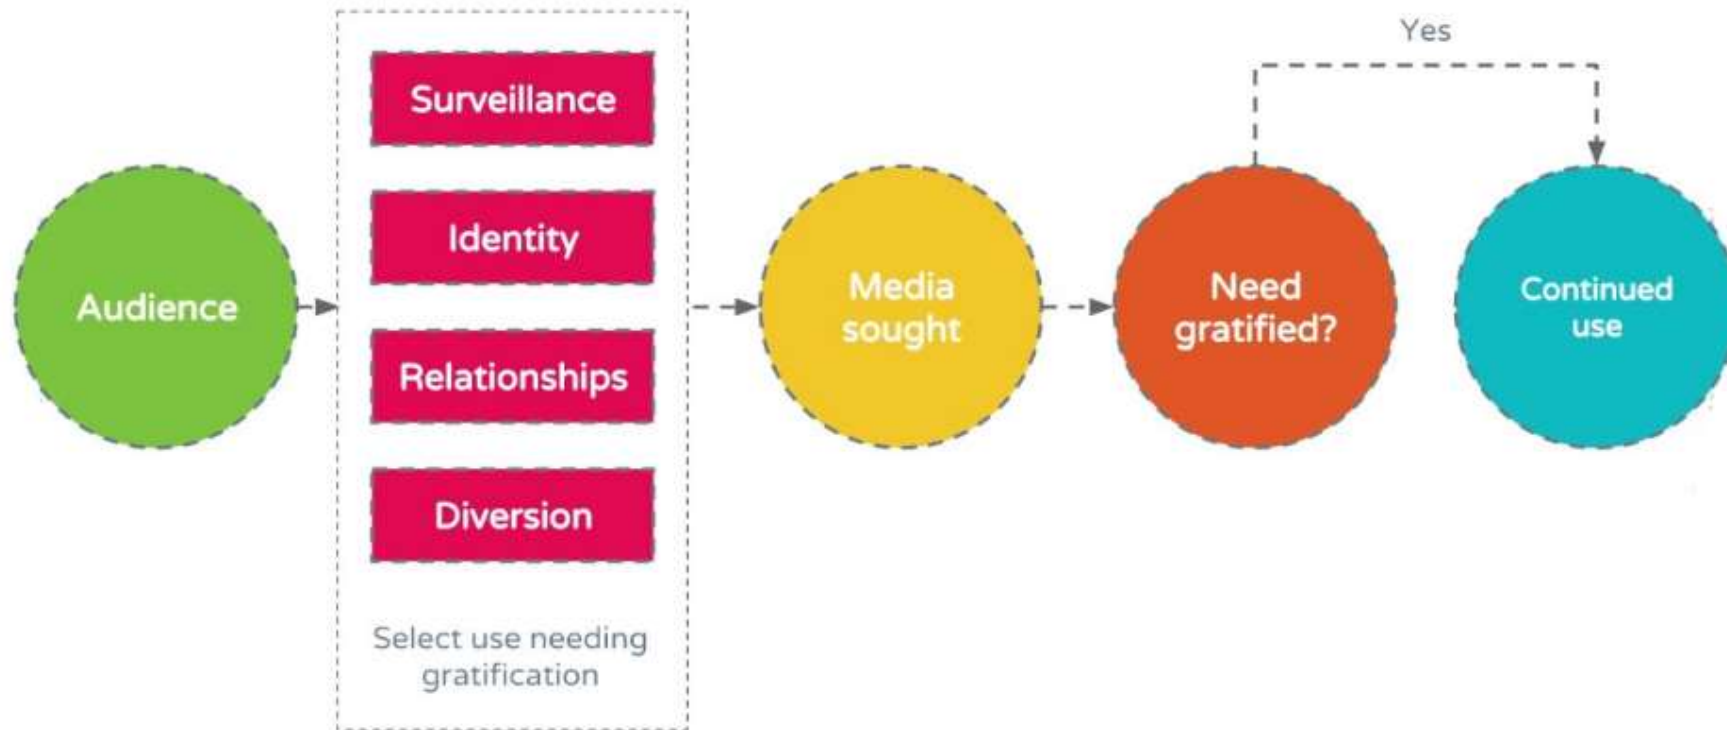 Audience
Surveillance
Identity
Relationships
Diversion
Select use needing
gratification
Media
sought
Need
gratified?
Yes
Continued
use